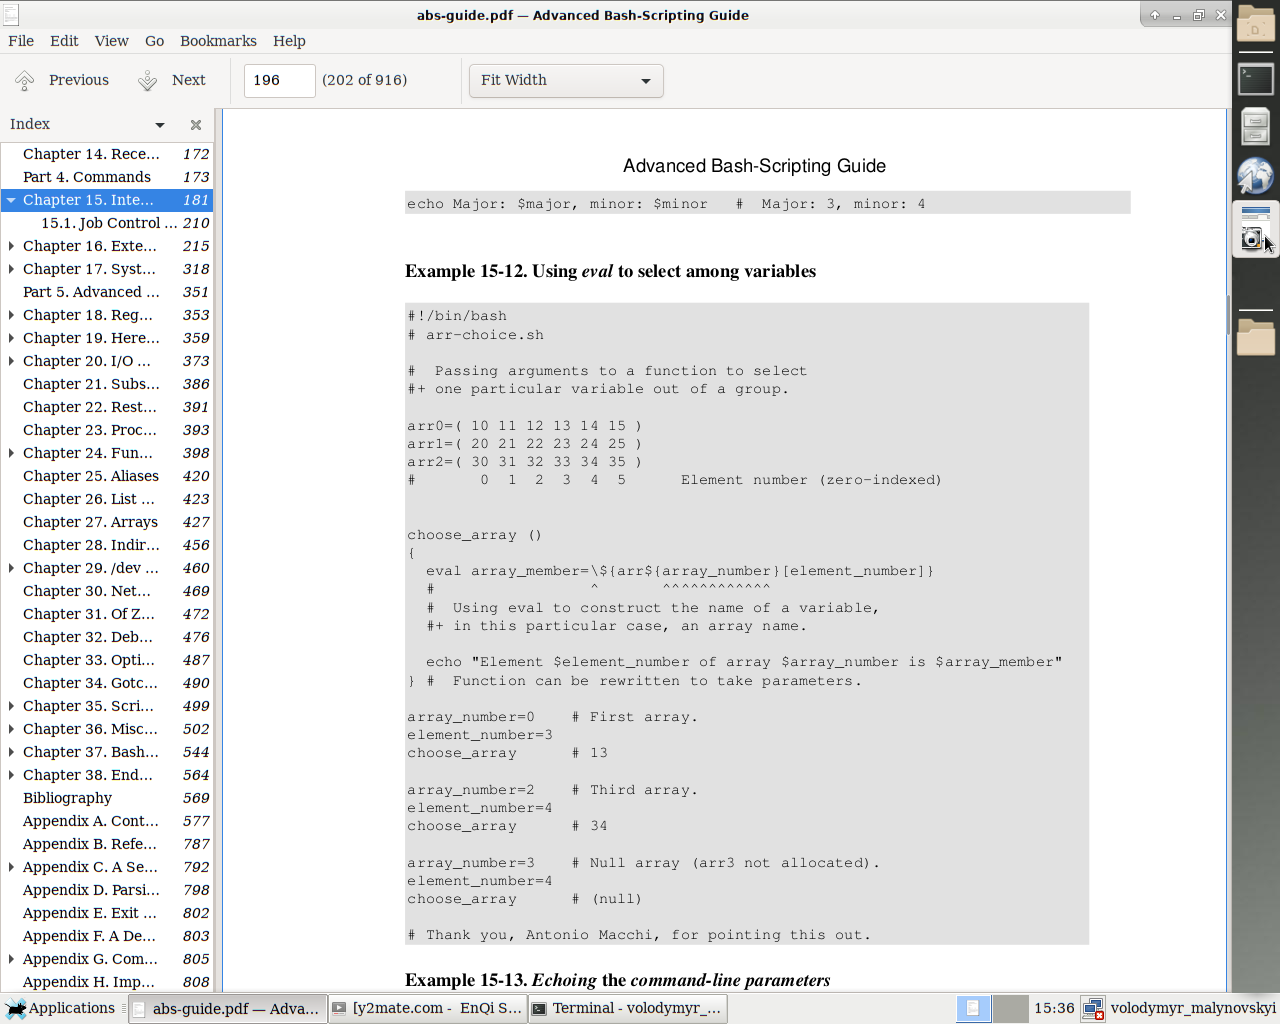 abs-guide.pdf — Advanced Bash-Scripting Guide
File Edit View Go Bookmarks Help
Previous Next 196 (202 of 916) Fit Width
Index
Chapter 14. Rece... 172
Part 4. Commands 173
Chapter 15. Inte... 181
15.1. Job Control ... 210
Chapter 16. Exte... 215
Chapter 17. Syst... 318
Part 5. Advanced ... 351
Chapter 18. Reg... 353
Chapter 19. Here... 359
Chapter 20. I/O ... 373
Chapter 21. Subs... 386
Chapter 22. Rest... 391
Chapter 23. Proc... 393
Chapter 24. Fun... 398
Chapter 25. Aliases 420
Chapter 26. List ... 423
Chapter 27. Arrays 427
Chapter 28. Indir... 456
Chapter 29. /dev ... 460
Chapter 30. Net... 469
Chapter 31. Of Z... 472
Chapter 32. Deb... 476
Chapter 33. Opti... 487
Chapter 34. Gotc... 490
Chapter 35. Scri... 499
Chapter 36. Misc... 502
Chapter 37. Bash... 544
Chapter 38. End... 564
Bibliography 569
Appendix A. Cont... 577
Appendix B. Refe... 787
Appendix C. A Se... 792
Appendix D. Parsi... 798
Appendix E. Exit ... 802
Appendix F. A De... 803
Appendix G. Com... 805
Appendix H. Imp... 808
Advanced Bash-Scripting Guide
echo Major: $major, minor: $minor   #  Major: 3, minor: 4
Example 15-12. Using eval to select among variables
#!/bin/bash
# arr-choice.sh
#  Passing arguments to a function to select
#+ one particular variable out of a group.
arr0=( 10 11 12 13 14 15 )
arr1=( 20 21 22 23 24 25 )
arr2=( 30 31 32 33 34 35 )
#       0  1  2  3  4  5      Element number (zero-indexed)
choose_array ()
{
  eval array_member=\${arr${array_number}[element_number]}
  #                 ^       ^^^^^^^^^^^^
  #  Using eval to construct the name of a variable,
  #+ in this particular case, an array name.
  echo "Element $element_number of array $array_number is $array_member"
} #  Function can be rewritten to take parameters.
array_number=0    # First array.
element_number=3
choose_array      # 13
array_number=2    # Third array.
element_number=4
choose_array      # 34
array_number=3    # Null array (arr3 not allocated).
element_number=4
choose_array      # (null)
# Thank you, Antonio Macchi, for pointing this out.
Example 15-13. Echoing the command-line parameters
Applications abs-guide.pdf — Adva... [y2mate.com - EnQi S... Terminal - volodymyr_... 15:36 volodymyr_malynovskyi